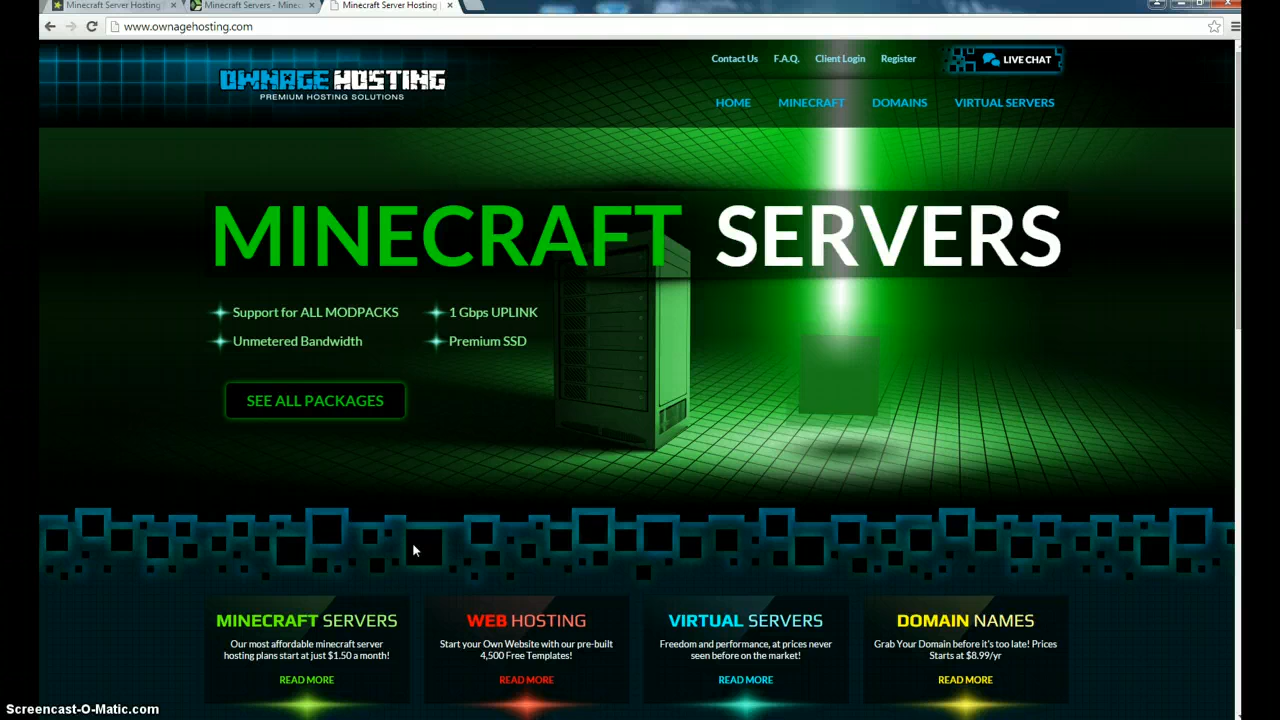 Minecraft Server Hosting
Minecraft Servers - Minec
Minecraft Server Hosting
www.ownagehosting.com
Contact Us F.A.Q. Client Login Register LIVE CHAT
OWNAGE HOSTING
PREMIUM HOSTING SOLUTIONS
HOME MINECRAFT DOMAINS VIRTUAL SERVERS
MINECRAFT SERVERS
Support for ALL MODPACKS 1 Gbps UPLINK
Unmetered Bandwidth Premium SSD
SEE ALL PACKAGES
MINECRAFT SERVERS
Our most affordable minecraft server
hosting plans start at just $1.50 a month!
READ MORE
WEB HOSTING
Start your Own Website with our pre-built
4,500 Free Templates!
READ MORE
VIRTUAL SERVERS
Freedom and performance, at prices never
seen before on the market!
READ MORE
DOMAIN NAMES
Grab Your Domain before it's too late! Prices
Starts at $8.99/yr
READ MORE
Screencast-O-Matic.com